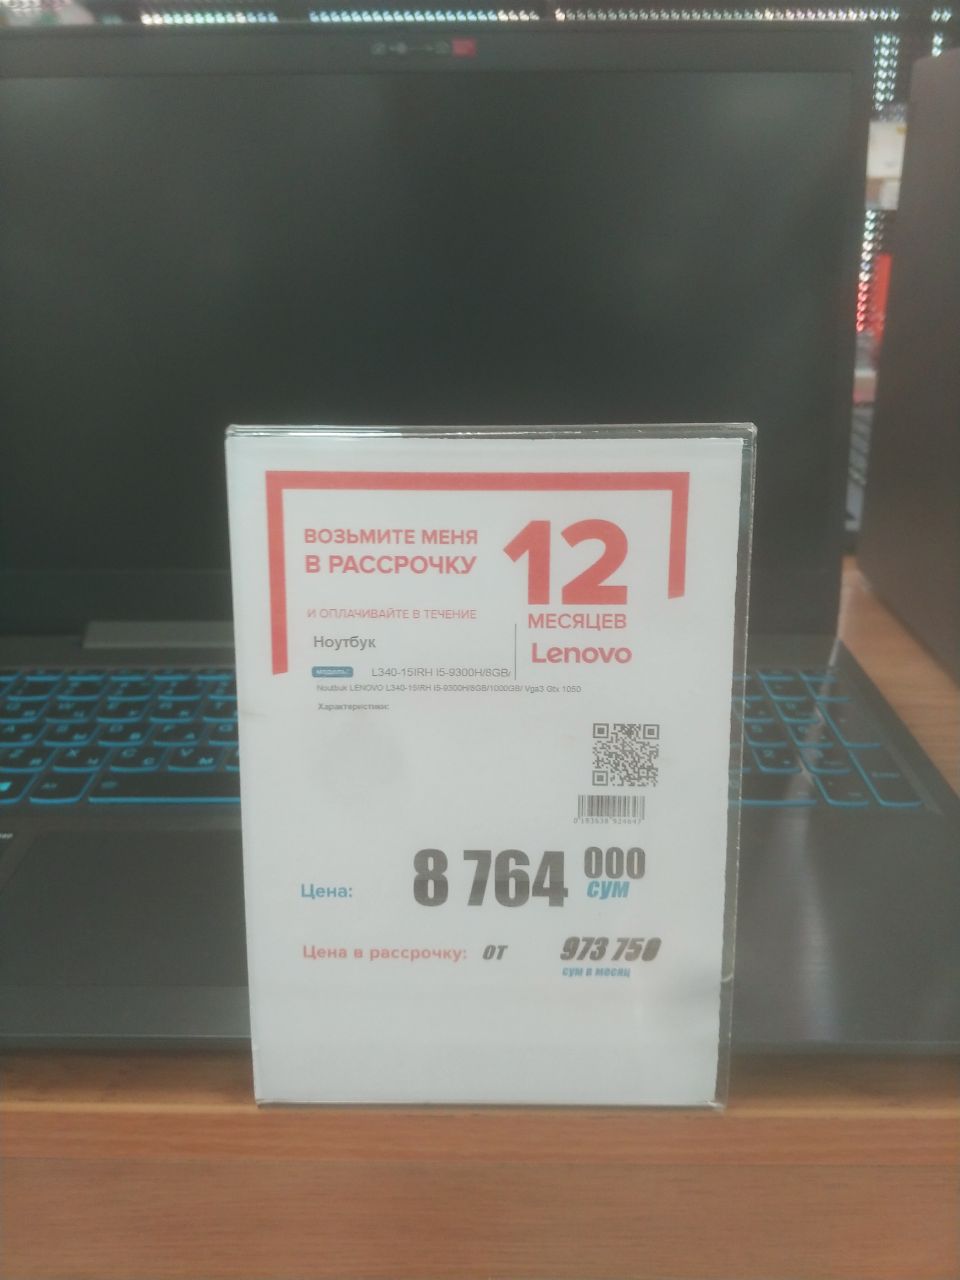 ВОЗЬМИТЕ МЕНЯ
В РАССРОЧКУ
И ОПЛАЧИВАЙТЕ В ТЕЧЕНИЕ
12
МЕСЯЦЕВ
Ноутбук
Lenovo
МОДЕЛЬ: L340-15IRH I5-9300H/8GB/
Noutbuk LENOVO L340-15IRH I5-9300H/8GB/1000GB/ Vga3 Gtx 1050
Характеристики:
Цена: 8 764 000
сум
Цена в рассрочку: от 973 750
сум в месяц